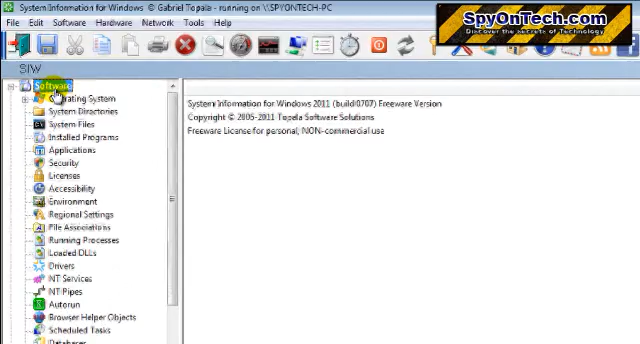 System Information for Windows © Gabriel Topala - running on \\SPYONTECH-PC
File Edit Software Hardware Network Tools Help
SpyOnTech.com
Discover the secrets of Technology
SIW
Software
Operating System
System Directories
System Files
Installed Programs
Applications
Security
Licenses
Accessibility
Environment
Regional Settings
File Associations
Running Processes
Loaded DLLs
Drivers
NT Services
NT Pipes
Autorun
Browser Helper Objects
Scheduled Tasks
Databases
System Information for Windows 2011 (build 0707) Freeware Version
Copyright © 2005-2011 Topala Software Solutions
Freeware License for personal, NON-commercial use